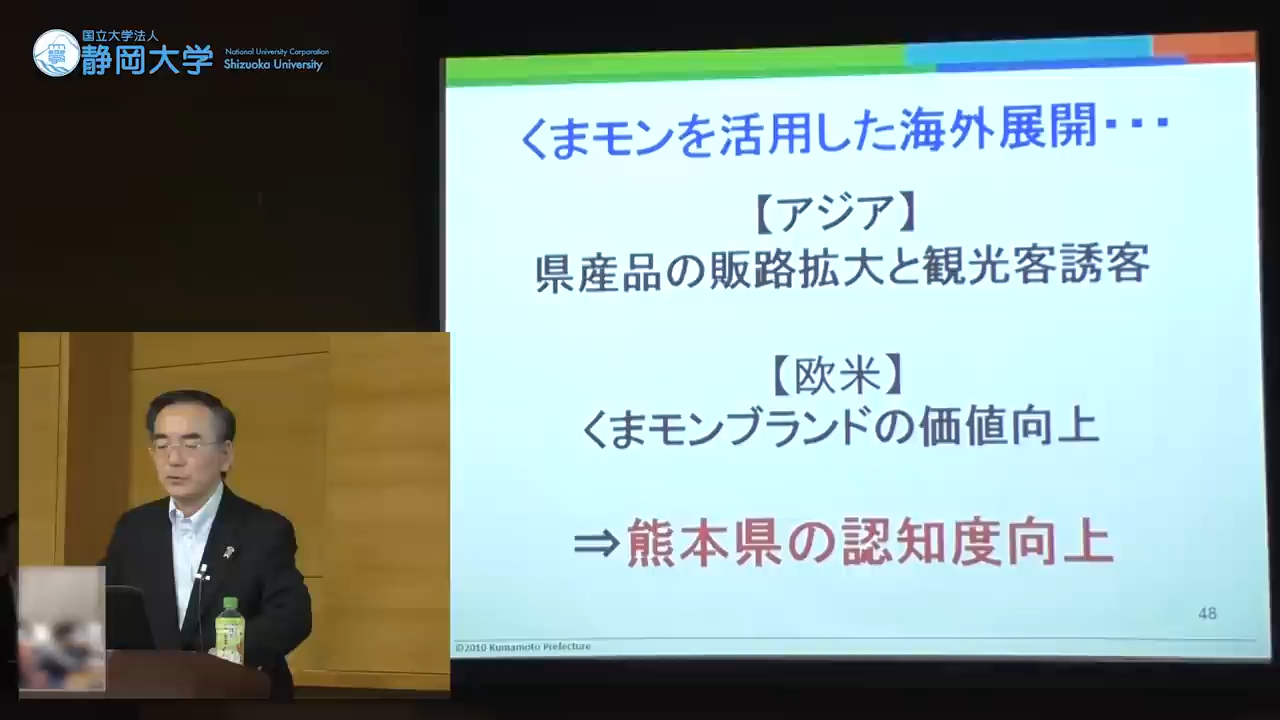 国立大学法人
静岡大学
National University Corporation
Shizuoka University
くまモンを活用した海外展開・・・
【アジア】
県産品の販路拡大と観光客誘客
【欧米】
くまモンブランドの価値向上
⇒熊本県の認知度向上
48
©2010 Kumamoto Prefecture